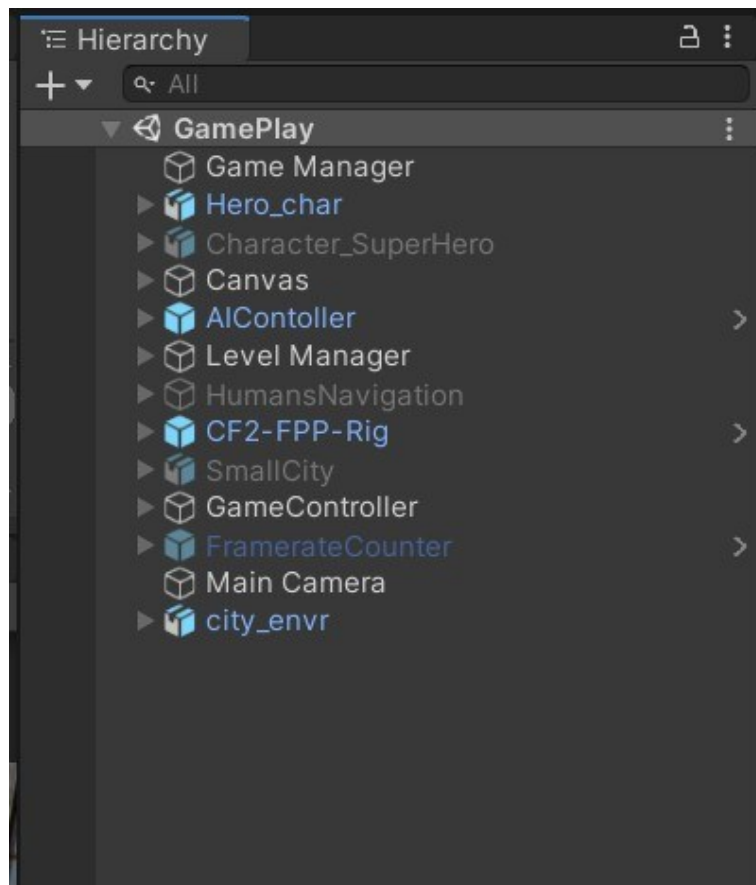 Hierarchy
All
GamePlay
Game Manager
Hero_char
Character_SuperHero
Canvas
AIContoller
Level Manager
HumansNavigation
CF2-FPP-Rig
SmallCity
GameController
FramerateCounter
Main Camera
city_envr